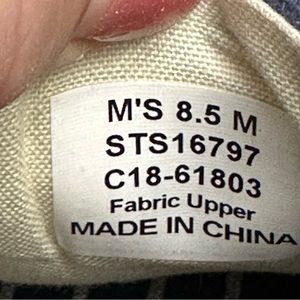 M'S 8.5 M
STS16797
C18-61803
Fabric Upper
MADE IN CHINA